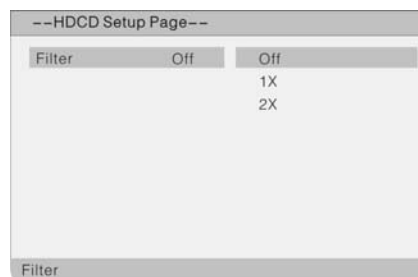 --HDCD Setup Page--
Filter Off Off
1X
2X
Filter